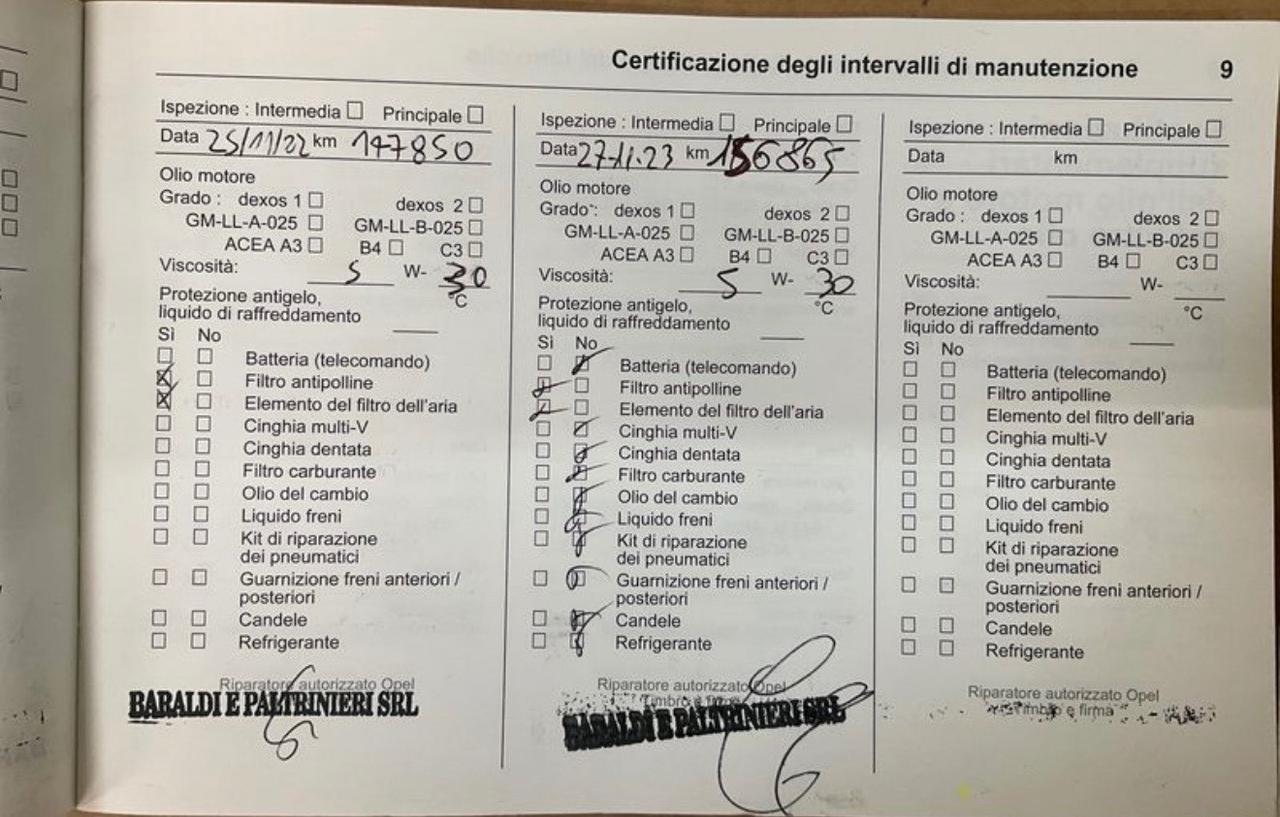 Certificazione degli intervalli di manutenzione 9
Ispezione : Intermedia ☐ Principale ☐
Data 25/11/22 km 147850
Olio motore
Grado : dexos 1 ☐ dexos 2 ☐
GM-LL-A-025 ☐ GM-LL-B-025 ☐
ACEA A3 ☐ B4 ☐ C3 ☐
Viscosità: 5 W- 30
Protezione antigelo, °C
liquido di raffreddamento
Sì No
Batteria (telecomando)
Filtro antipolline
Elemento del filtro dell'aria
Cinghia multi-V
Cinghia dentata
Filtro carburante
Olio del cambio
Liquido freni
Kit di riparazione
dei pneumatici
Guarnizione freni anteriori /
posteriori
Candele
Refrigerante
Riparatore autorizzato Opel
BARALDI E PALTRINIERI SRL
Ispezione : Intermedia ☐ Principale ☐
Data 27.11.23 km 156865
Olio motore
Grado : dexos 1 ☐ dexos 2 ☐
GM-LL-A-025 ☐ GM-LL-B-025 ☐
ACEA A3 ☐ B4 ☐ C3 ☐
Viscosità: 5 W- 30
Protezione antigelo, °C
liquido di raffreddamento
Sì No
Batteria (telecomando)
Filtro antipolline
Elemento del filtro dell'aria
Cinghia multi-V
Cinghia dentata
Filtro carburante
Olio del cambio
Liquido freni
Kit di riparazione
dei pneumatici
Guarnizione freni anteriori /
posteriori
Candele
Refrigerante
Riparatore autorizzato Opel
Timbro e firma
BARALDI E PALTRINIERI SRL
Ispezione : Intermedia ☐ Principale ☐
Data km
Olio motore
Grado : dexos 1 ☐ dexos 2 ☐
GM-LL-A-025 ☐ GM-LL-B-025 ☐
ACEA A3 ☐ B4 ☐ C3 ☐
Viscosità: W-
Protezione antigelo, °C
liquido di raffreddamento
Sì No
Batteria (telecomando)
Filtro antipolline
Elemento del filtro dell'aria
Cinghia multi-V
Cinghia dentata
Filtro carburante
Olio del cambio
Liquido freni
Kit di riparazione
dei pneumatici
Guarnizione freni anteriori /
posteriori
Candele
Refrigerante
Riparatore autorizzato Opel
Timbro e firma